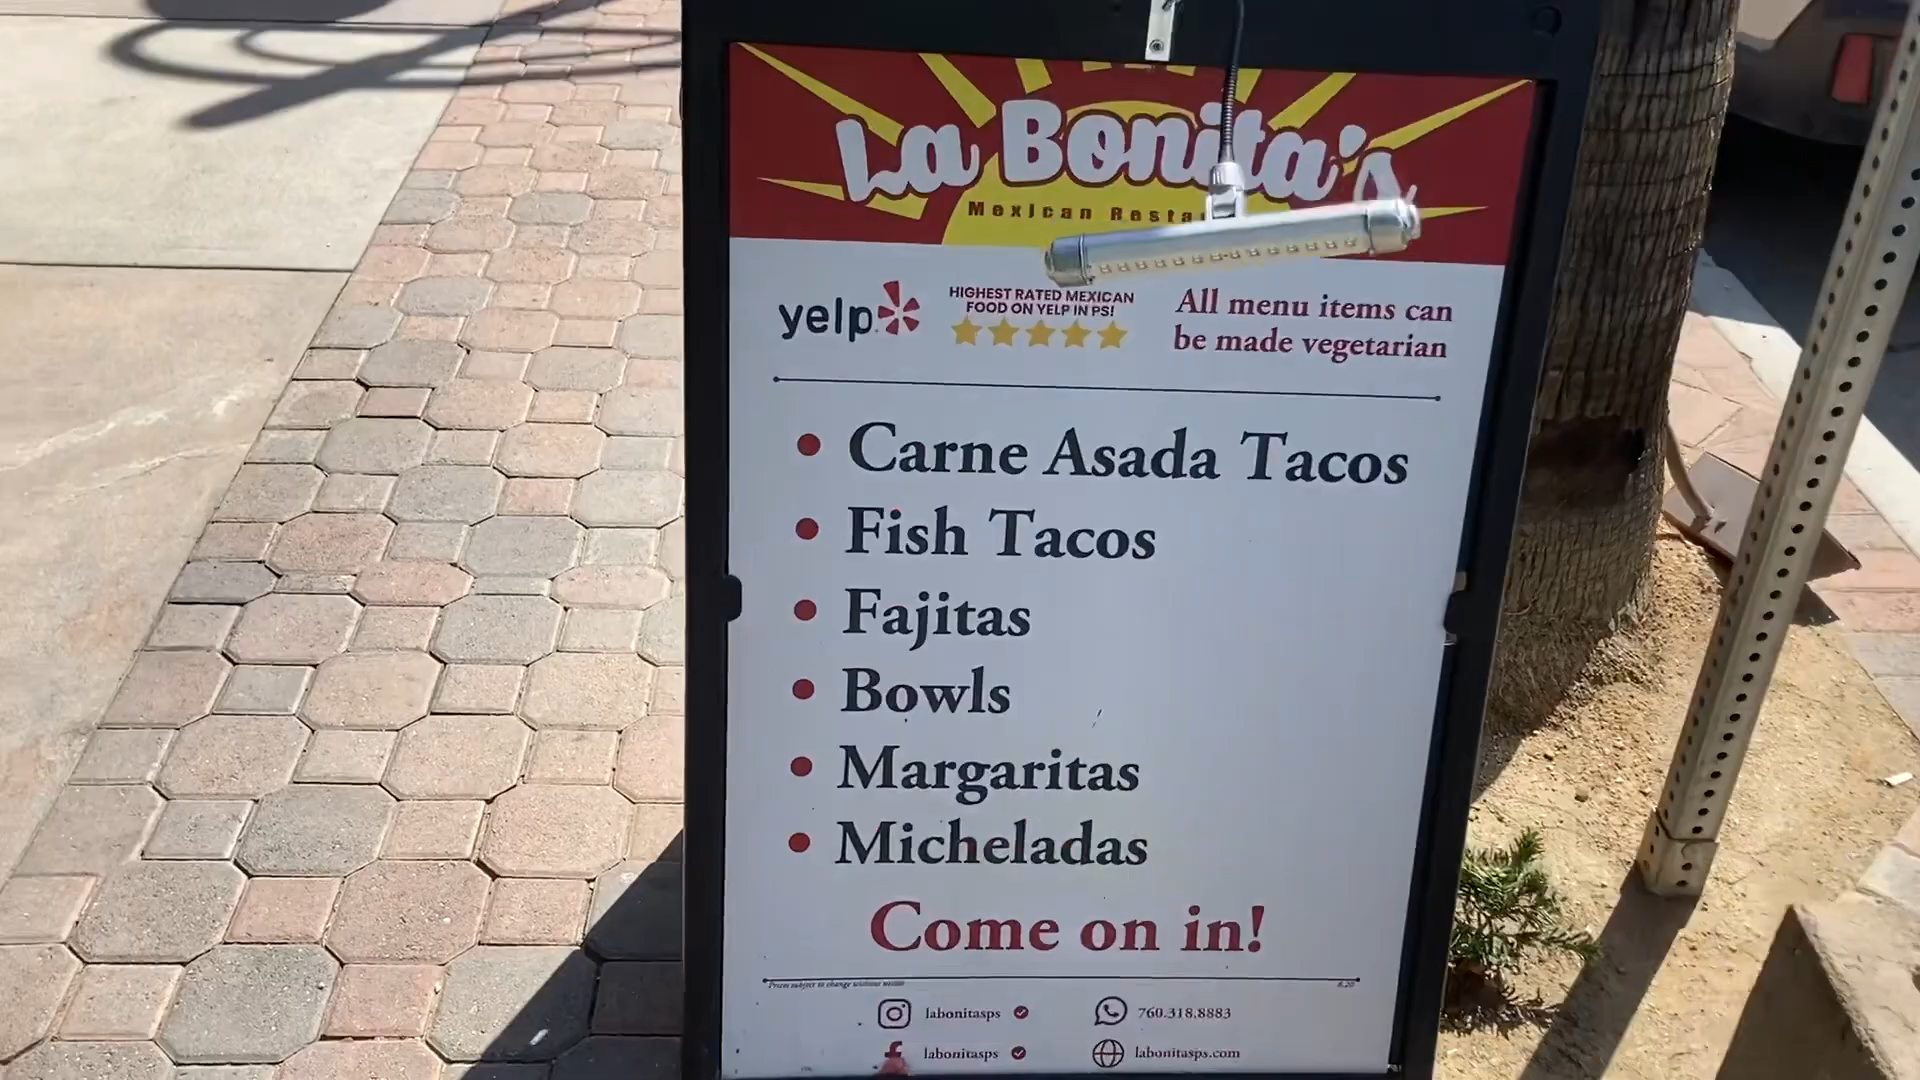 La Bonita's
Mexican
yelp
HIGHEST RATED MEXICAN
FOOD ON YELP IN PS!
All menu items can
be made vegetarian
• Carne Asada Tacos
• Fish Tacos
• Fajitas
• Bowls
• Margaritas
• Micheladas
Come on in!
Prices subject to change without notice
labonitasps
760.318.8883
labonitasps
labonitasps.com